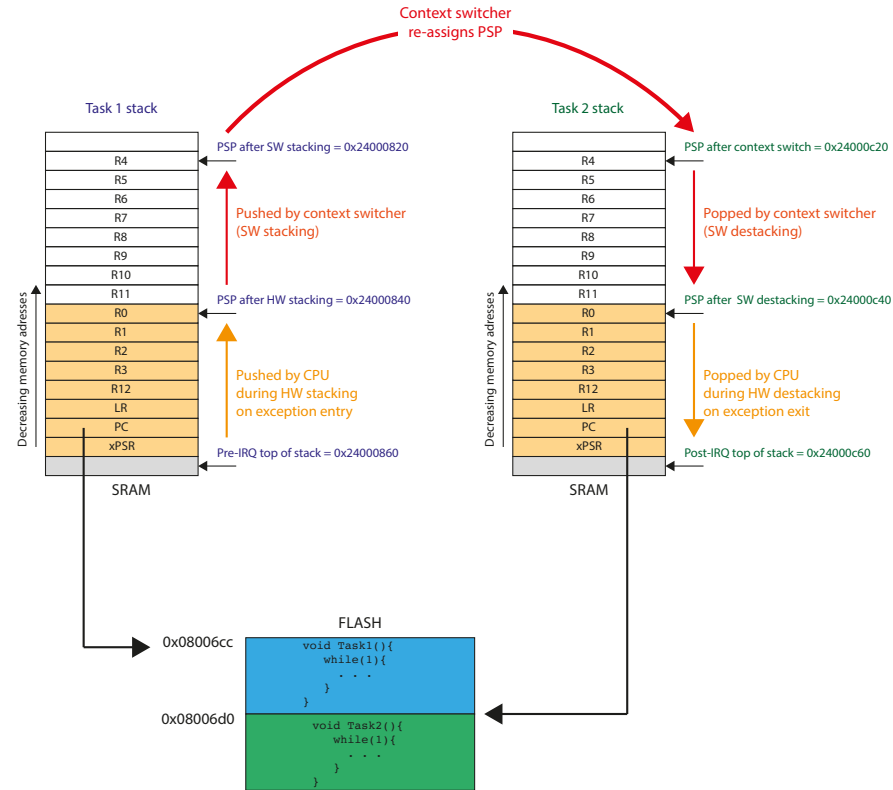 Context switcher
re-assigns PSP
Task 1 stack
PSP after SW stacking = 0x24000820
R4
R5
R6
R7
R8
R9
R10
R11
R0
R1
R2
R3
R12
LR
PC
xPSR
SRAM
Decreasing memory adresses
Pushed by context switcher
(SW stacking)
PSP after HW stacking = 0x24000840
Pushed by CPU
during HW stacking
on exception entry
Pre-IRQ top of stack = 0x24000860
Task 2 stack
PSP after context switch = 0x24000c20
R4
R5
R6
R7
R8
R9
R10
R11
R0
R1
R2
R3
R12
LR
PC
xPSR
SRAM
Decreasing memory adresses
Popped by context switcher
(SW destacking)
PSP after SW destacking = 0x24000c40
Popped by CPU
during HW destacking
on exception exit
Post-IRQ top of stack = 0x24000c60
FLASH
0x08006cc
void Task1(){
while(1){
. . .
}
}
0x08006d0
void Task2(){
while(1){
. . .
}
}